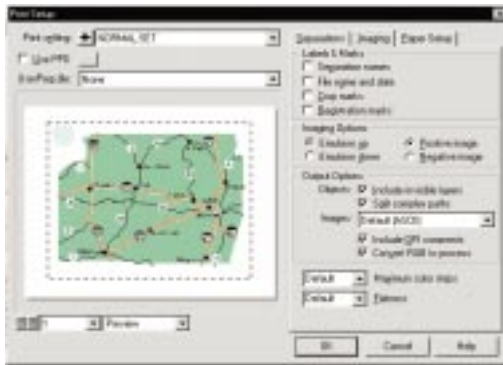 Print Setup
Print setting: NORMAL_SET
Use PPD
UserPrep file: None
Preview
Separations Imaging Paper Setup
Labels & Marks
Separation names
File name and date
Crop marks
Registration marks
Imaging Options
Emulsion up Positive image
Emulsion down Negative image
Output Options
Objects: Include invisible layers
Split complex paths
Images: Default (ASCII)
Include OPI comments
Convert RGB to process
Default Maximum color steps
Default Flatness
OK Cancel Help